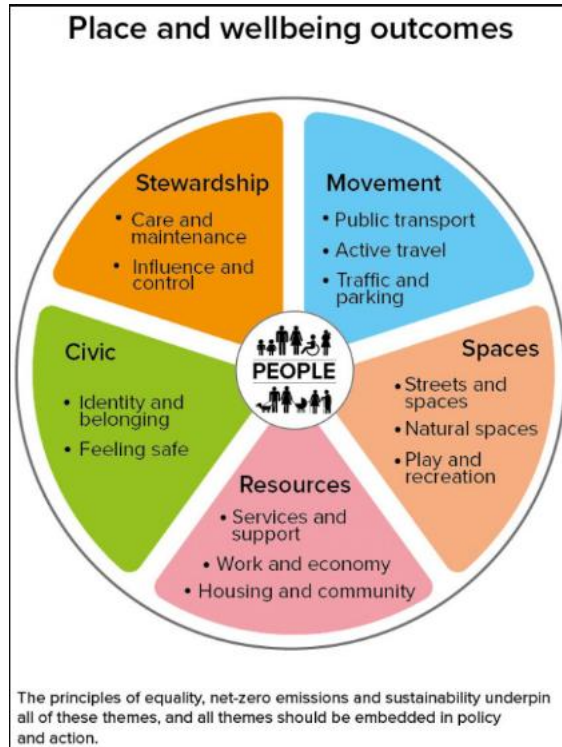 Place and wellbeing outcomes
Stewardship
• Care and
maintenance
• Influence and
control
Movement
• Public transport
• Active travel
• Traffic and
parking
Civic
• Identity and
belonging
• Feeling safe
PEOPLE
Spaces
• Streets and
spaces
• Natural spaces
• Play and
recreation
Resources
• Services and
support
• Work and economy
• Housing and community
The principles of equality, net-zero emissions and sustainability underpin
all of these themes, and all themes should be embedded in policy
and action.